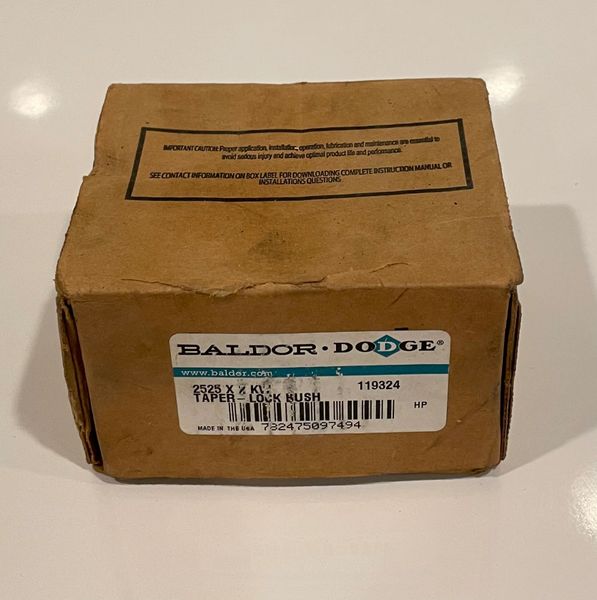 IMPORTANT CAUTION: Proper application, installation, operation, lubrication and maintenance are essential to
avoid serious injury and achieve optimal product life and performance.
SEE CONTACT INFORMATION ON BOX LABEL FOR DOWNLOADING COMPLETE INSTRUCTION MANUAL OR
INSTALLATIONS QUESTIONS
BALDOR · DODGE®
www.baldor.com
2525 X 119324
TAPER-LOCK BUSH
HP
MADE IN THE USA 782475097494